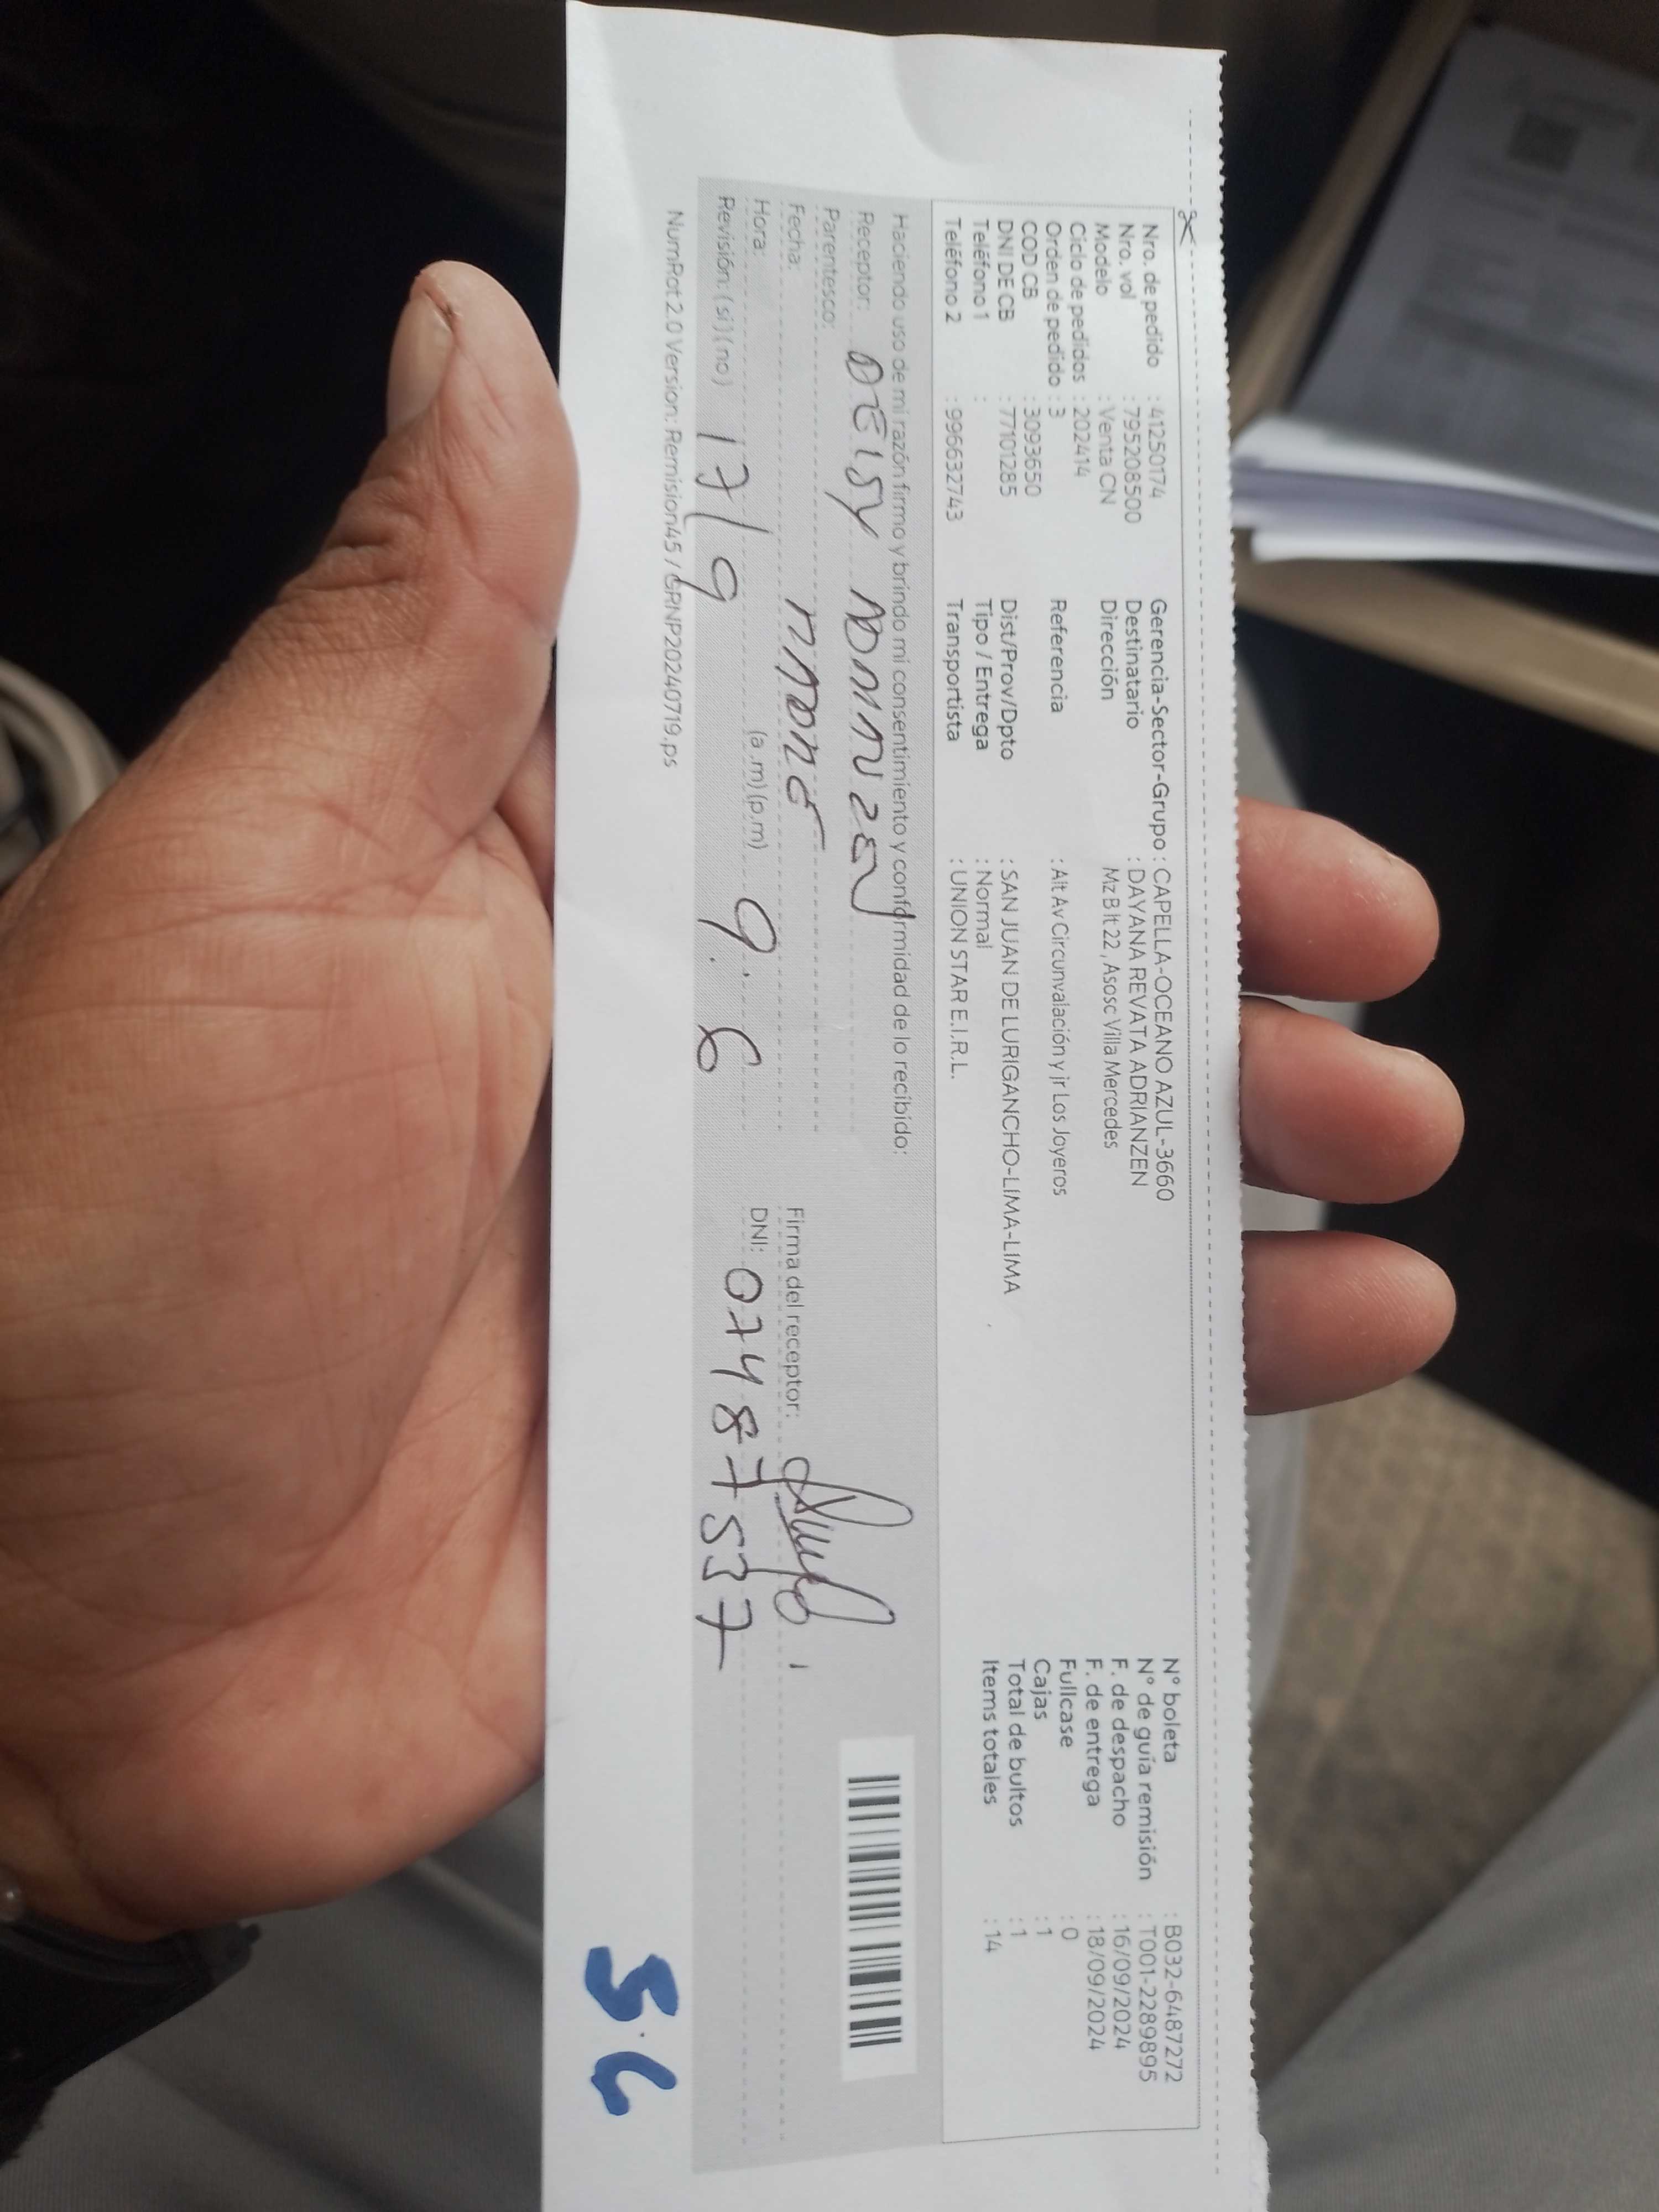 Nro. de pedido : 41250174
Nro. vol : 795208500
Modelo : Venta CN
Ciclo de pedidos : 202414
Orden de pedido : 3
COD CB : 3093650
DNI DE CB : 77101285
Teléfono 1 :
Teléfono 2 : 996632743
Gerencia-Sector-Grupo : CAPELLA-OCEANO AZUL-3660
Destinatario : DAYANA REVATA ADRIANZEN
Dirección Mz B lt 22 , Asosc Villa Mercedes
Referencia : Alt Av Circunvalación y jr Los Joyeros
Dist/Prov/Dpto : SAN JUAN DE LURIGANCHO-LIMA-LIMA
Tipo / Entrega : Normal
Transportista : UNION STAR E.I.R.L.
N° boleta : B032-6487272
N° de guía remisión : T001-2289895
F. de despacho : 16/09/2024
F. de entrega : 18/09/2024
Fullcase : 0
Cajas : 1
Total de bultos : 1
Items totales : 14
Haciendo uso de mi razón firmo y brindo mi consentimiento y conformidad de lo recibido:
Receptor: DEISY
Parentesco:
Fecha:
Hora: (a.m) (p.m) 9:6
Revisión: (si) (no) 17/9
Firma del receptor:
DNI: 07487537
NumRot 2.0 Version: Remision45 / GRNP20240719.ps